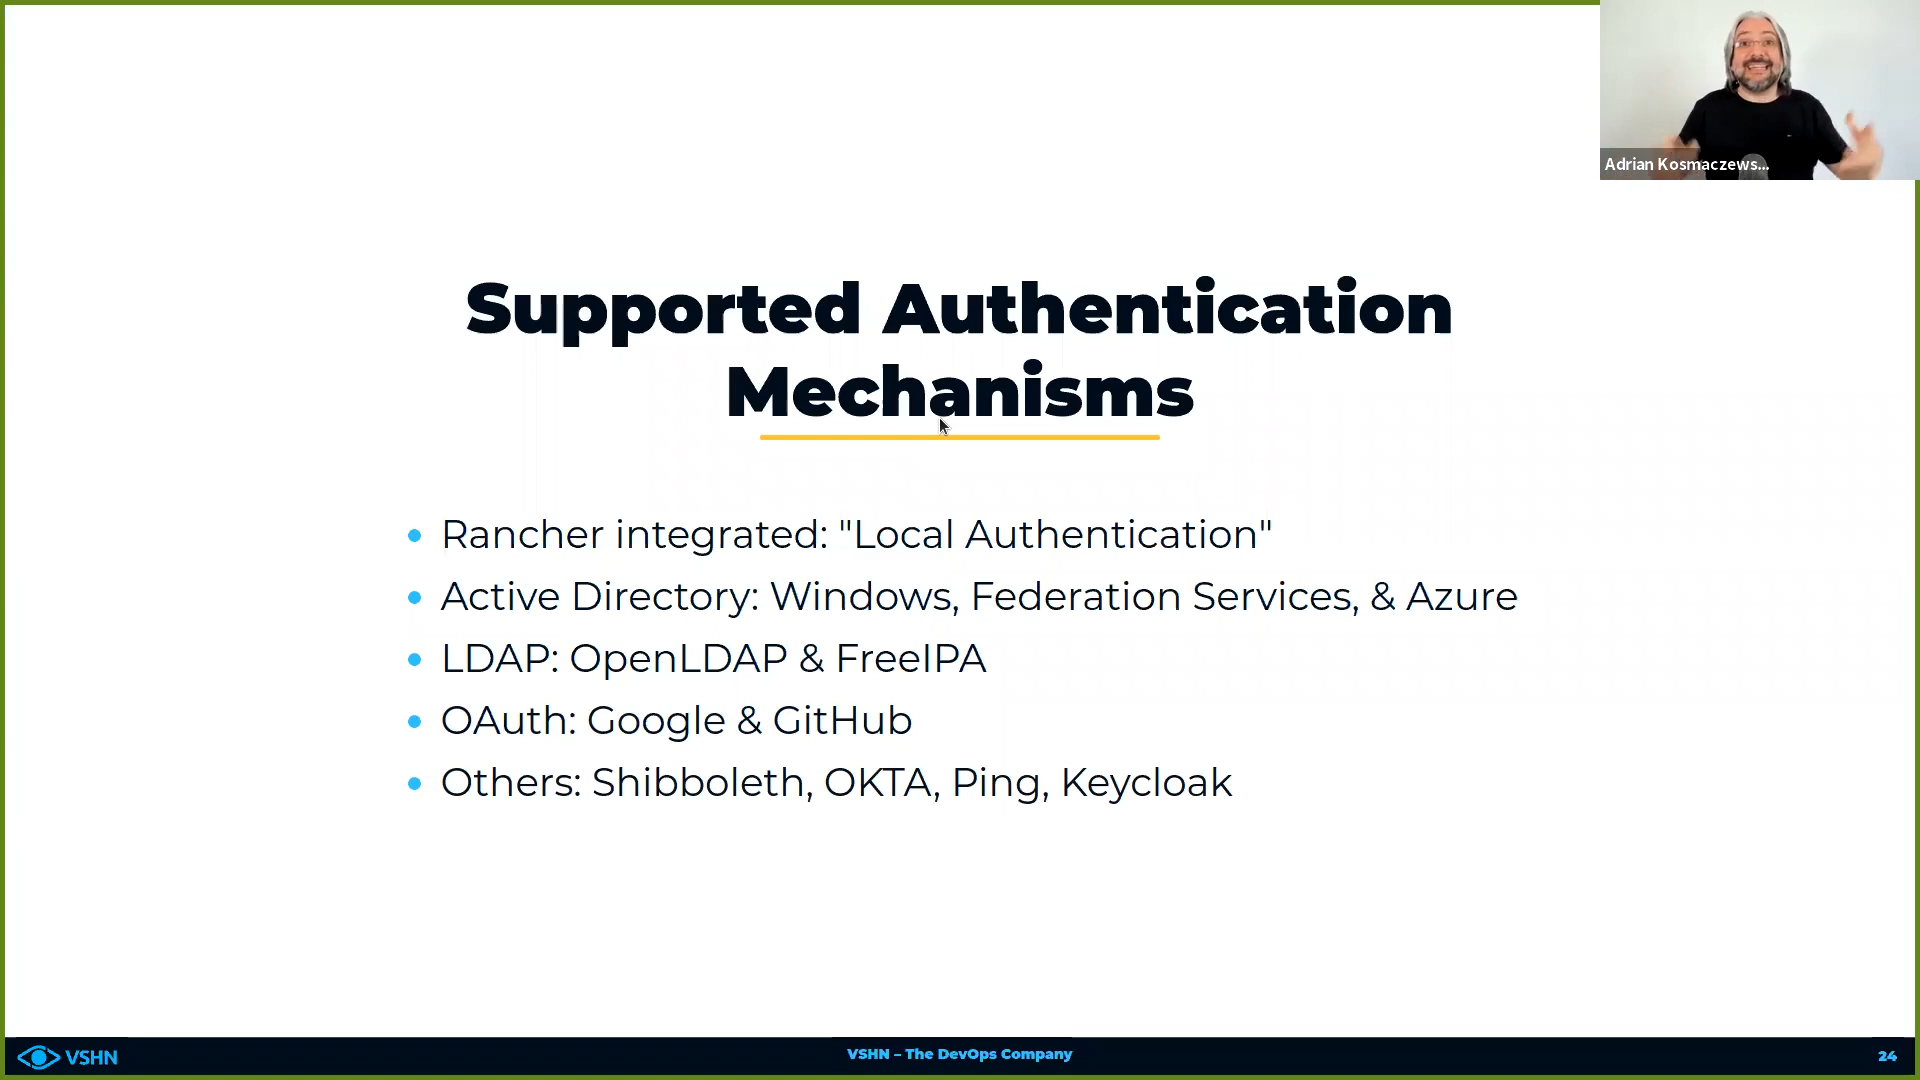 Adrian Kosmaczews...
Supported Authentication
Mechanisms
Rancher integrated: "Local Authentication"
Active Directory: Windows, Federation Services, & Azure
LDAP: OpenLDAP & FreeIPA
OAuth: Google & GitHub
Others: Shibboleth, OKTA, Ping, Keycloak
VSHN
VSHN – The DevOps Company
24